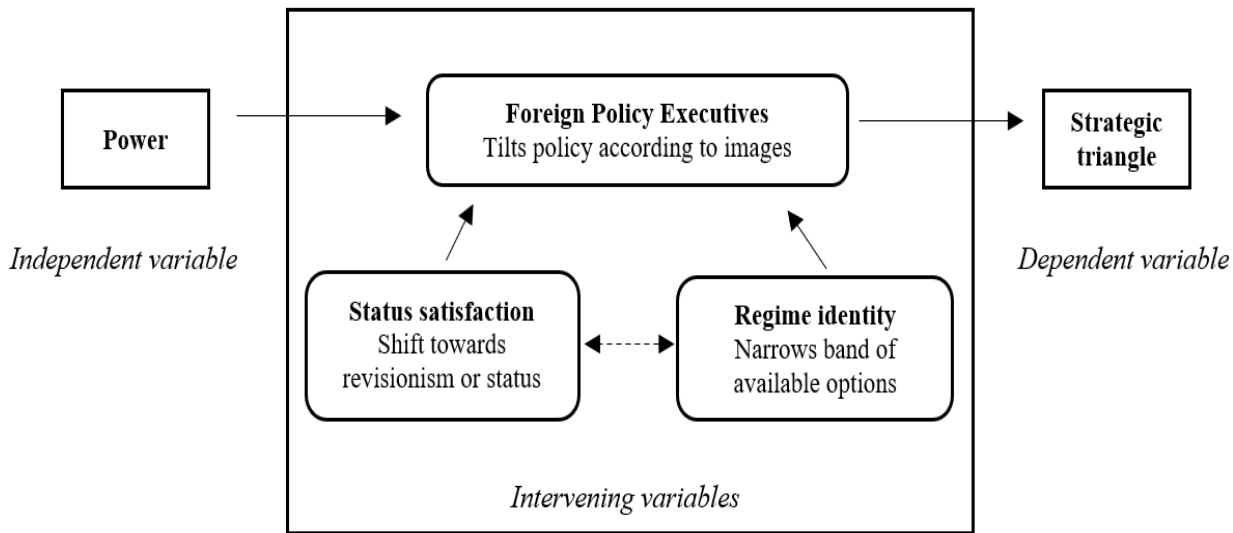 Power
Independent variable
Foreign Policy Executives
Tilts policy according to images
Status satisfaction
Shift towards
revisionism or status
Regime identity
Narrows band of
available options
Intervening variables
Strategic
triangle
Dependent variable